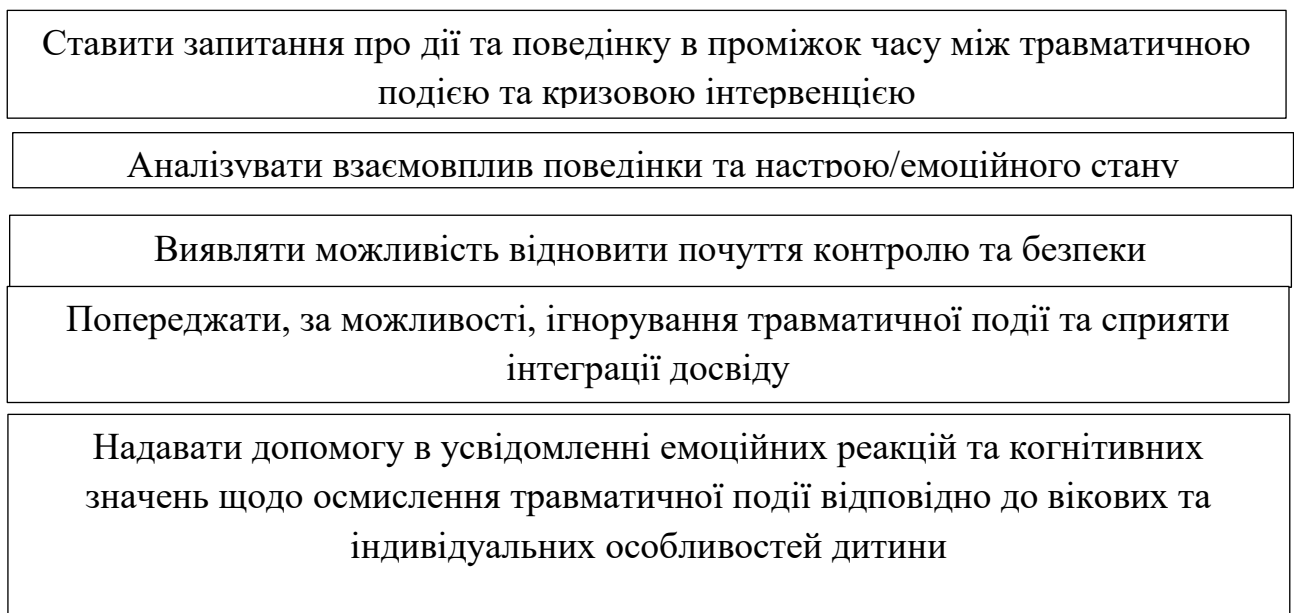 Ставити запитання про дії та поведінку в проміжок часу між травматичною
подією та кризовою інтервенцією
Аналізувати взаємовплив поведінки та настрою/емоційного стану
Виявляти можливість відновити почуття контролю та безпеки
Попереджати, за можливості, ігнорування травматичної події та сприяти
інтеграції досвіду
Надавати допомогу в усвідомленні емоційних реакцій та когнітивних
значень щодо осмислення травматичної події відповідно до вікових та
індивідуальних особливостей дитини